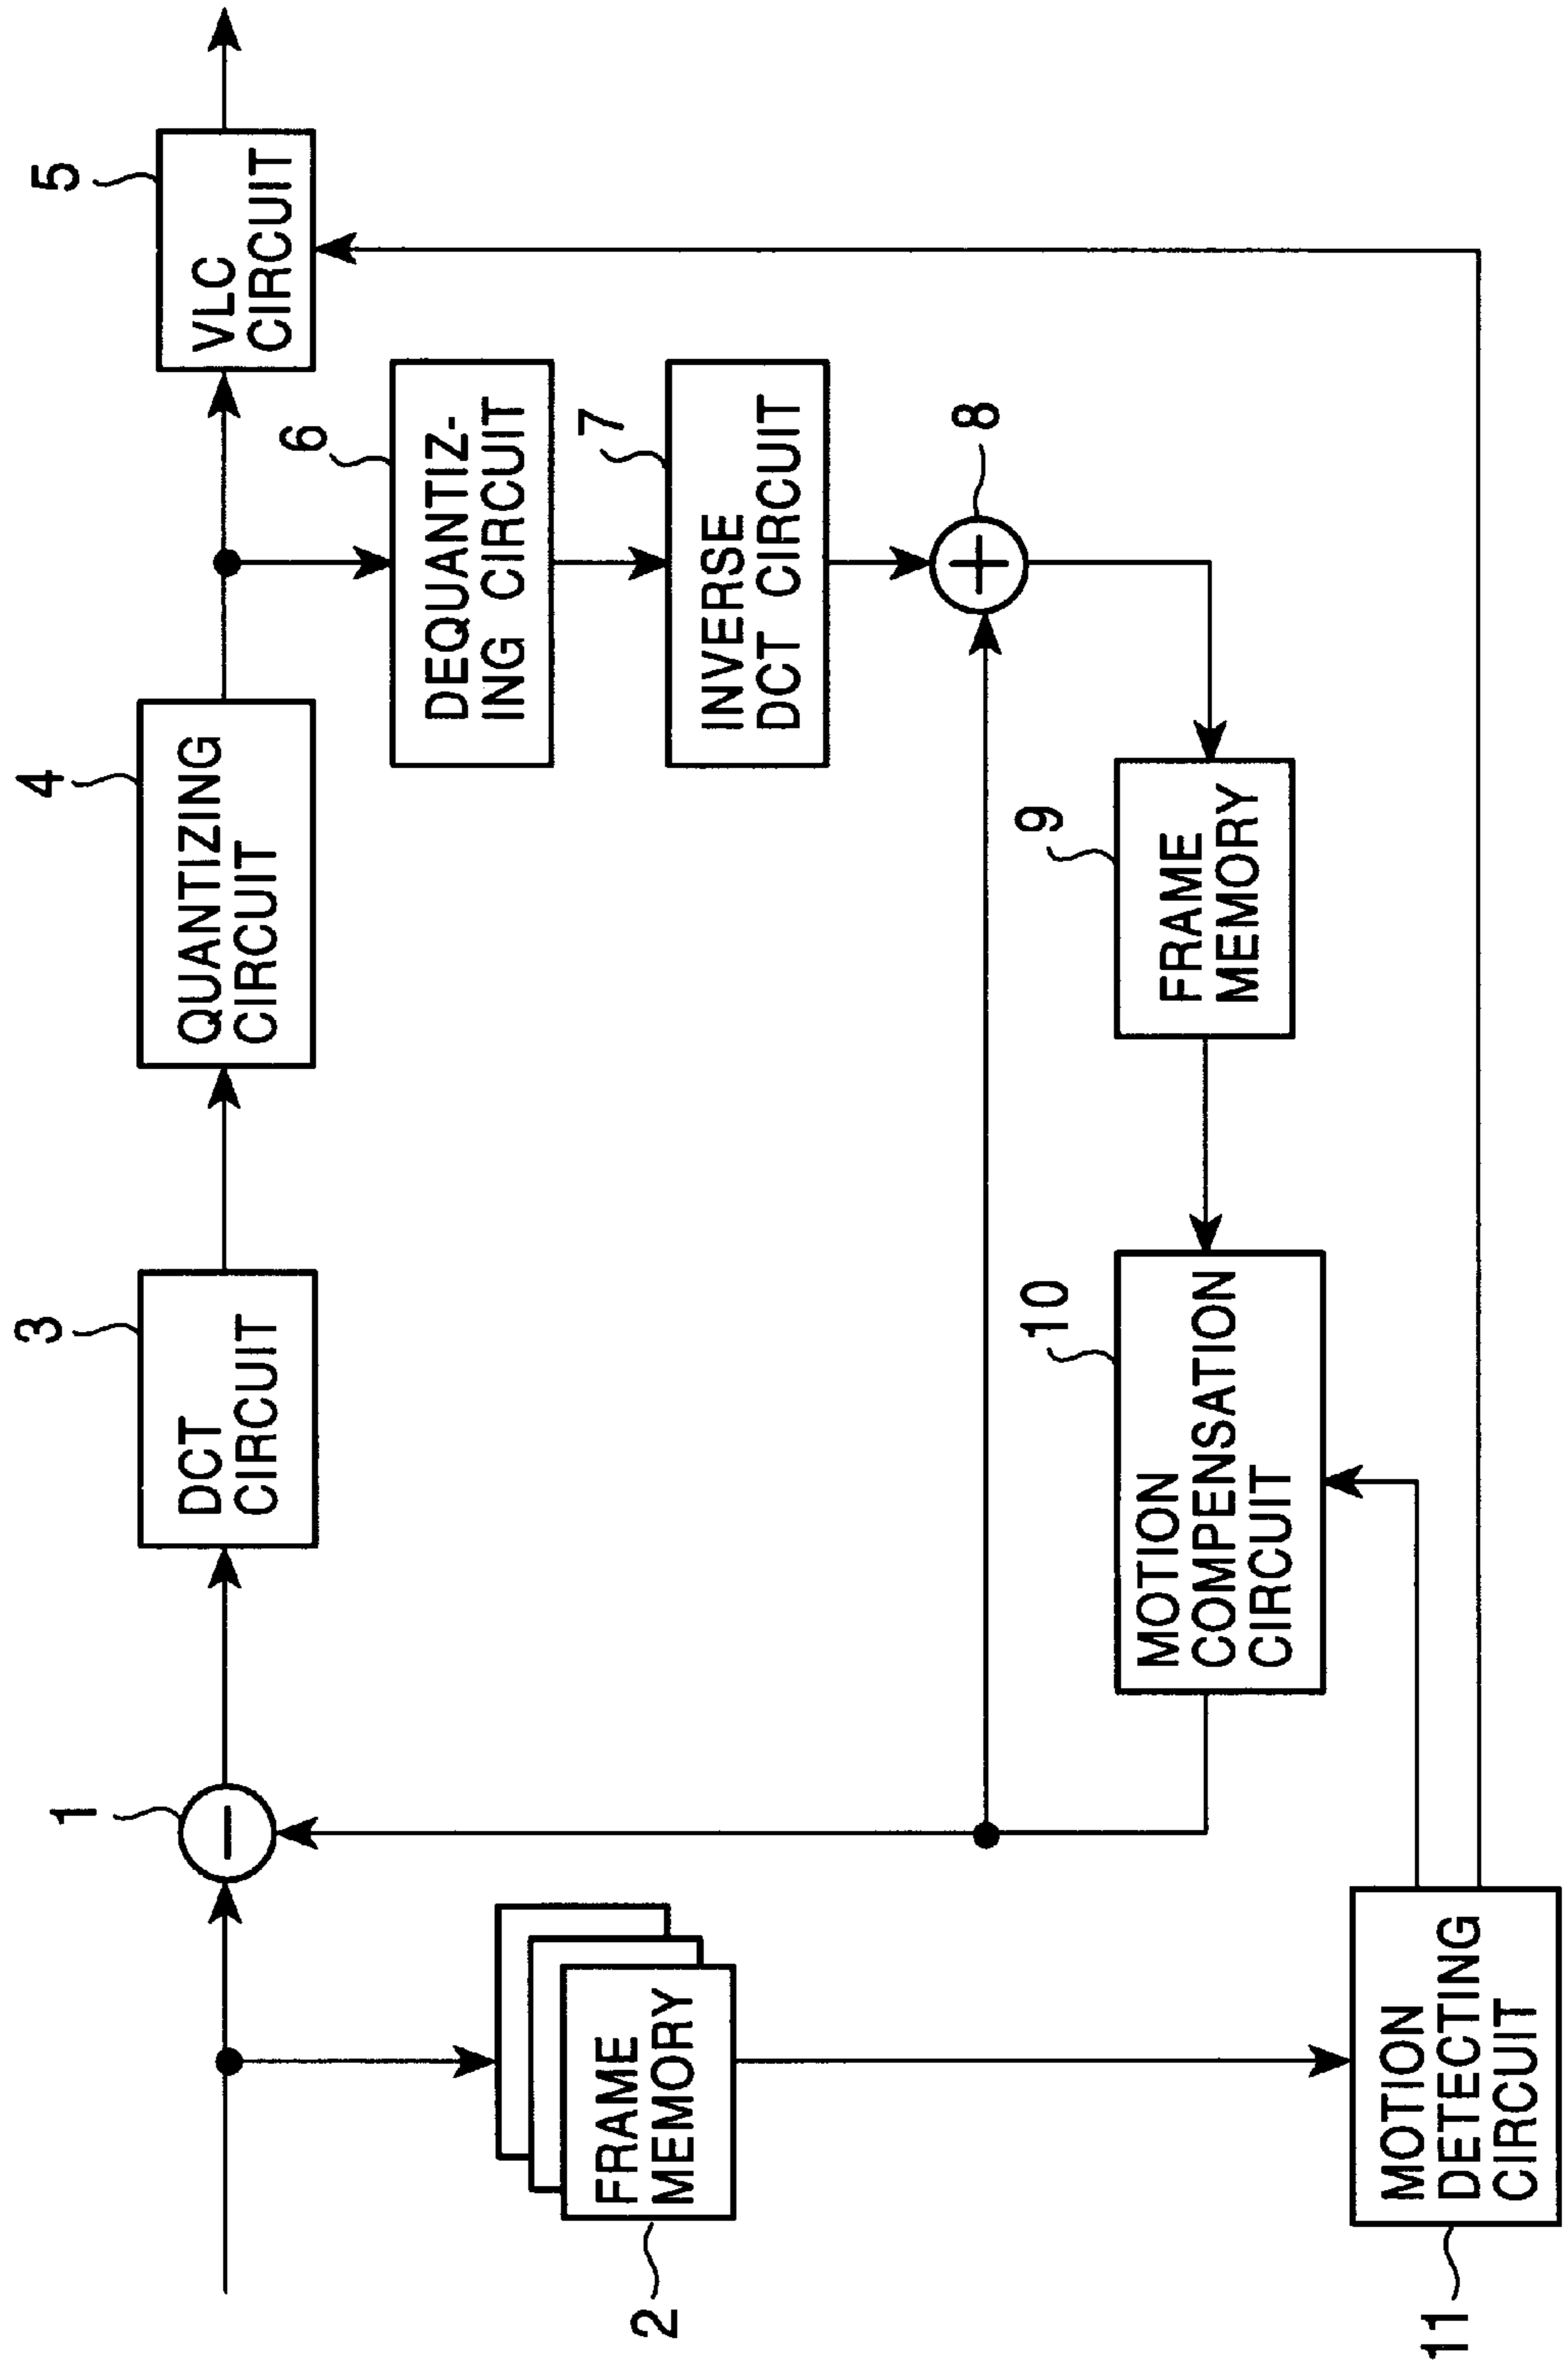 1
3
DCT
CIRCUIT
4
QUANTIZING
CIRCUIT
5
VLC
CIRCUIT
6
DEQUANTIZ-
ING CIRCUIT
7
INVERSE
DCT CIRCUIT
8
+
−
2
FRAME
MEMORY
9
FRAME
MEMORY
10
MOTION
COMPENSATION
CIRCUIT
11
MOTION
DETECTING
CIRCUIT